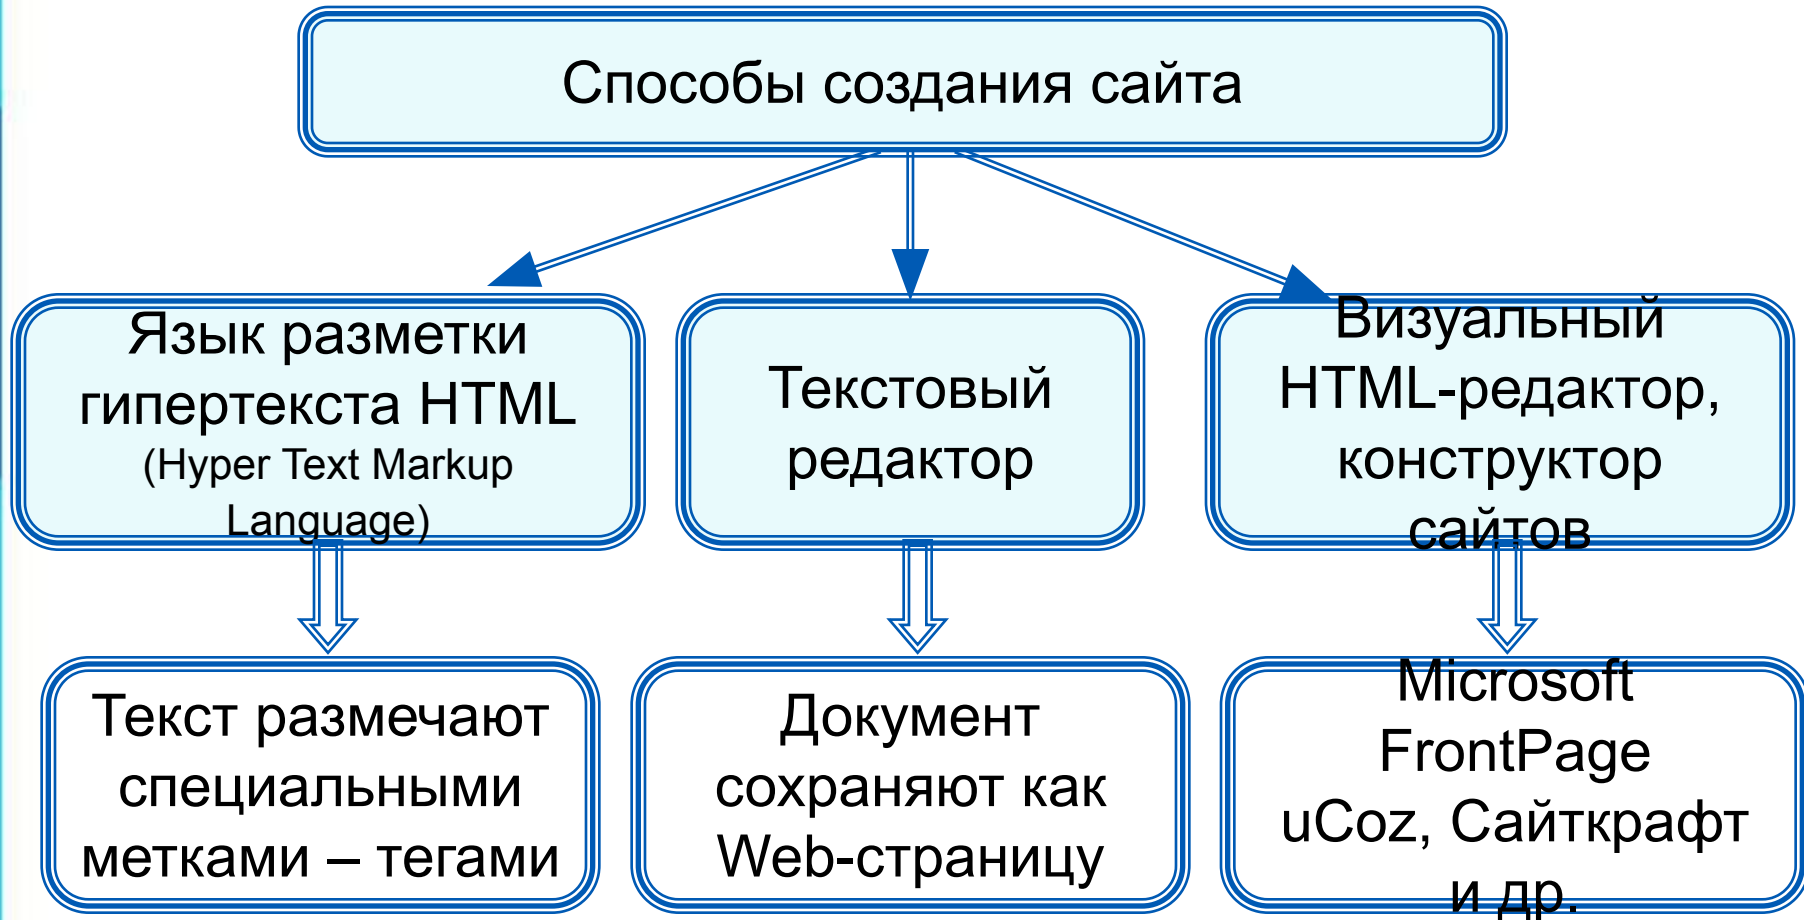 Способы создания сайта
Язык разметки
гипертекста HTML
(Hyper Text Markup
Language)
Текстовый
редактор
Визуальный
HTML-редактор,
конструктор
сайтов
Текст размечают
специальными
метками – тегами
Документ
сохраняют как
Web-страницу
Microsoft
FrontPage
uCoz, Сайткрафт
и др.